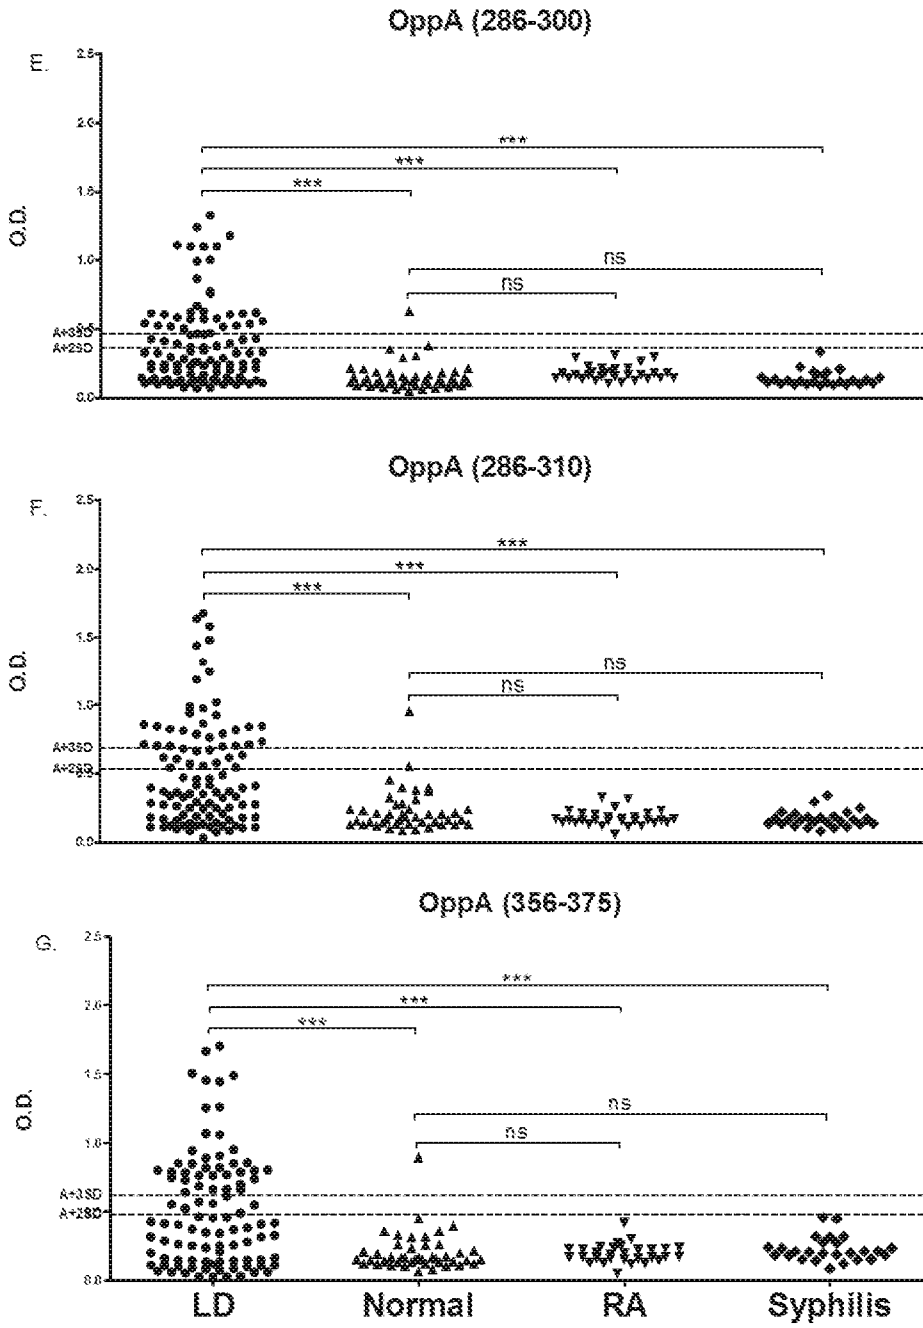 OppA (286-300)
2.5
2.0
***
***
1.5
***
O.D.
1.0
ns
ns
A+3SD
A+2SD
0.0
OppA (286-310)
2.5
***
2.0
***
***
1.5
O.D.
ns
1.0
ns
A+3SD
A+2SD
0.0
OppA (356-375)
G.
2.5
***
2.0
***
***
1.5
O.D.
ns
1.0
ns
A+3SD
A+2SD
0.0
LD Normal RA Syphilis